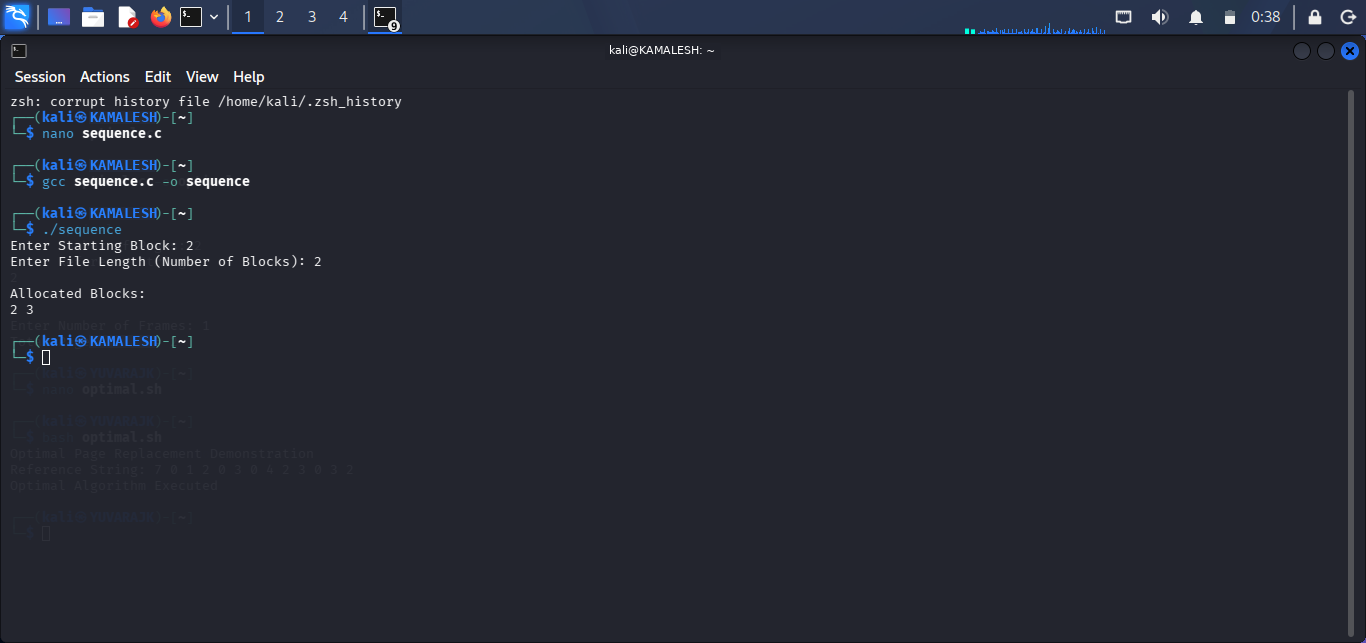 1 2 3 4
9
0:38
kali@KAMALESH: ~
Session Actions Edit View Help
zsh: corrupt history file /home/kali/.zsh_history
┌──(kali㉿KAMALESH)-[~]
└─$ nano sequence.c
┌──(kali㉿KAMALESH)-[~]
└─$ gcc sequence.c -o sequence
┌──(kali㉿KAMALESH)-[~]
└─$ ./sequence
Enter Starting Block: 2
Enter File Length (Number of Blocks): 2
Allocated Blocks:
2 3
Enter Number of Frames: 3
┌──(kali㉿KAMALESH)-[~]
└─$
└─$ nano optimal.sh
└─$ bash optimal.sh
Optimal Page Replacement Demonstration
Reference String: 7 0 1 2 0 3 0 4 2 3 0 3 2
Optimal Algorithm Executed
└─$